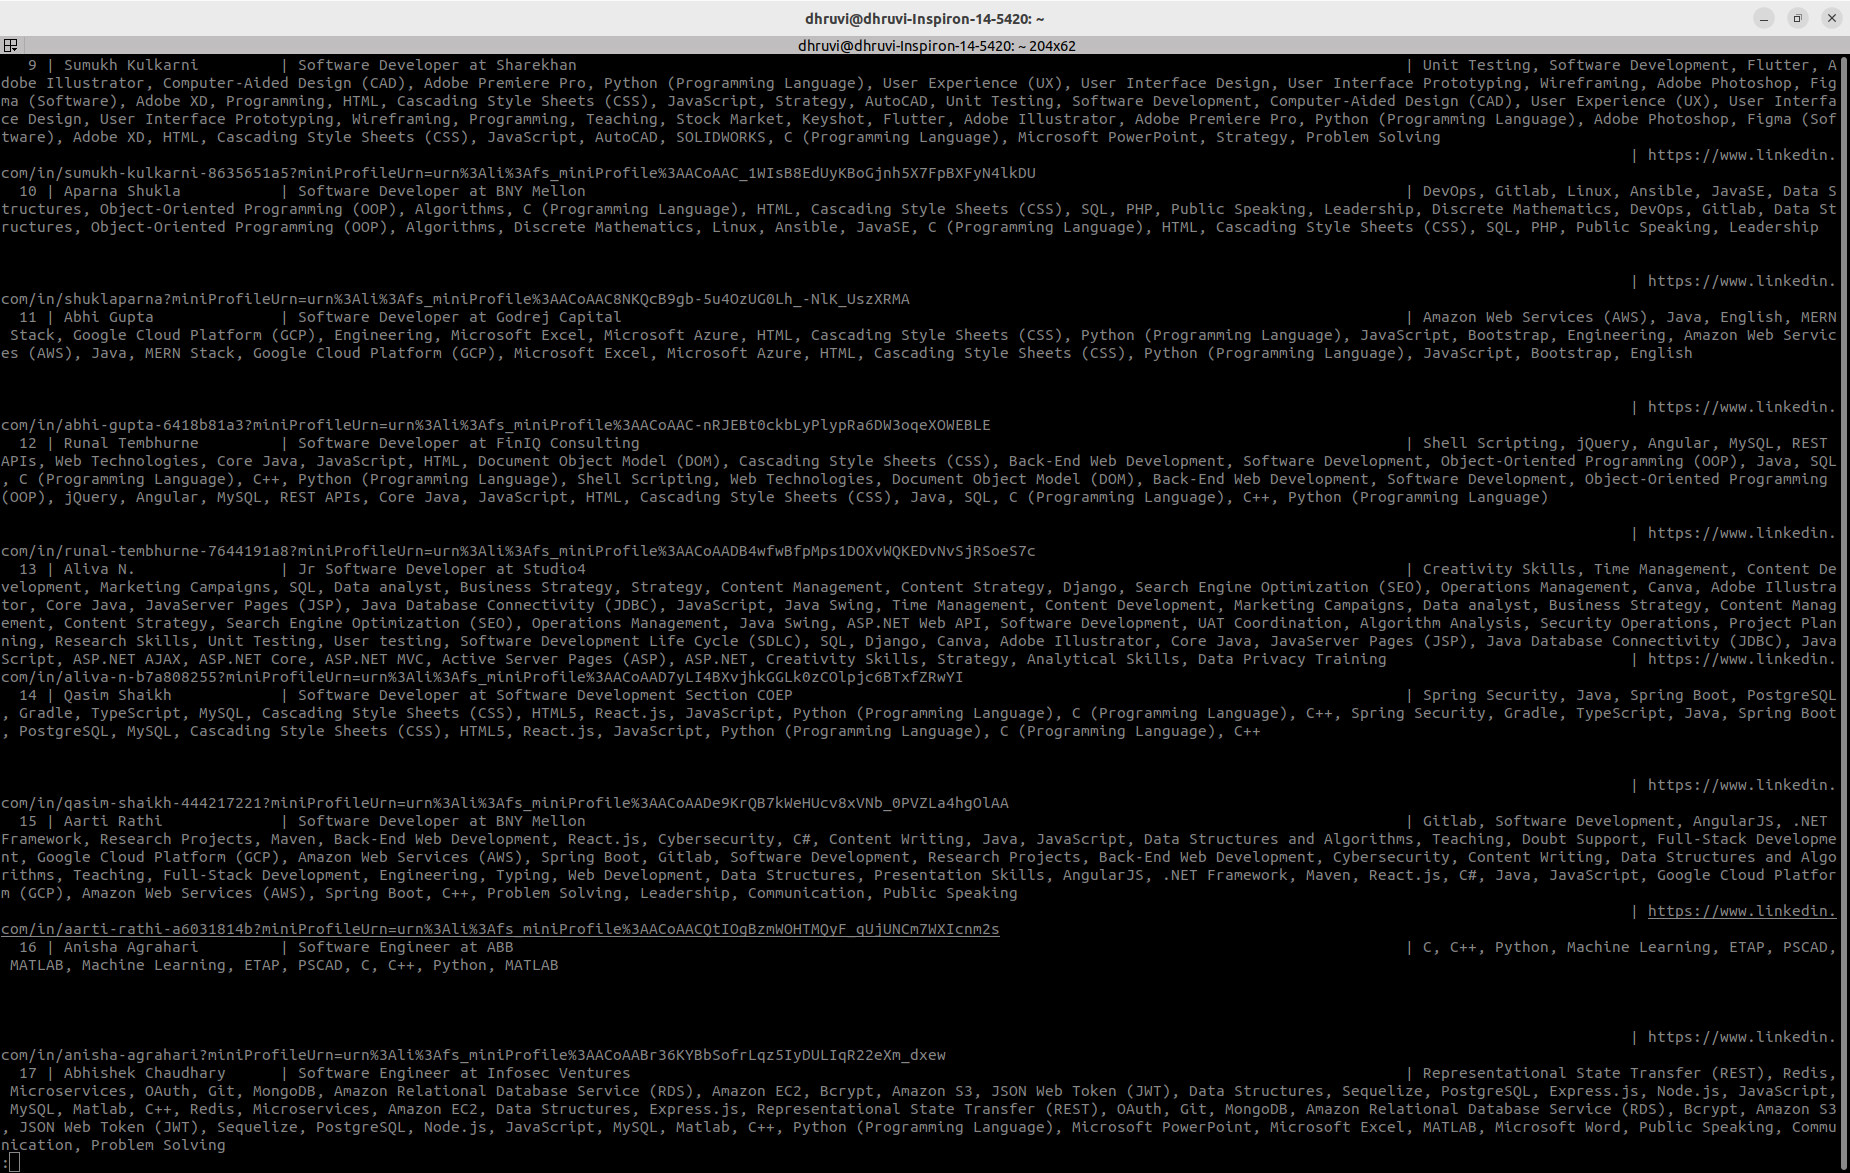 dhruvi@dhruvi-Inspiron-14-5420: ~
dhruvi@dhruvi-Inspiron-14-5420: ~ 204x62
9 | Sumukh Kulkarni | Software Developer at Sharekhan | Unit Testing, Software Development, Flutter, A
dobe Illustrator, Computer-Aided Design (CAD), Adobe Premiere Pro, Python (Programming Language), User Experience (UX), User Interface Design, User Interface Prototyping, Wireframing, Adobe Photoshop, Fig
ma (Software), Adobe XD, Programming, HTML, Cascading Style Sheets (CSS), JavaScript, Strategy, AutoCAD, Unit Testing, Software Development, Computer-Aided Design (CAD), User Experience (UX), User Interfa
ce Design, User Interface Prototyping, Wireframing, Programming, Teaching, Stock Market, Keyshot, Flutter, Adobe Illustrator, Adobe Premiere Pro, Python (Programming Language), Adobe Photoshop, Figma (Sof
tware), Adobe XD, HTML, Cascading Style Sheets (CSS), JavaScript, AutoCAD, SOLIDWORKS, C (Programming Language), Microsoft PowerPoint, Strategy, Problem Solving
| https://www.linkedin.
com/in/sumukh-kulkarni-8635651a5?miniProfileUrn=urn%3Ali%3Afs_miniProfile%3AACoAAC_1WIsB8EdUyKBoGjnh5X7FpBXFyN4lkDU
10 | Aparna Shukla | Software Developer at BNY Mellon | DevOps, Gitlab, Linux, Ansible, JavaSE, Data S
tructures, Object-Oriented Programming (OOP), Algorithms, C (Programming Language), HTML, Cascading Style Sheets (CSS), SQL, PHP, Public Speaking, Leadership, Discrete Mathematics, DevOps, Gitlab, Data St
ructures, Object-Oriented Programming (OOP), Algorithms, Discrete Mathematics, Linux, Ansible, JavaSE, C (Programming Language), HTML, Cascading Style Sheets (CSS), SQL, PHP, Public Speaking, Leadership
| https://www.linkedin.
com/in/shuklaparna?miniProfileUrn=urn%3Ali%3Afs_miniProfile%3AACoAAC8NKQcB9gb-5u4OzUG0Lh_-NlK_UszXRMA
11 | Abhi Gupta | Software Developer at Godrej Capital | Amazon Web Services (AWS), Java, English, MERN
Stack, Google Cloud Platform (GCP), Engineering, Microsoft Excel, Microsoft Azure, HTML, Cascading Style Sheets (CSS), Python (Programming Language), JavaScript, Bootstrap, Engineering, Amazon Web Servic
es (AWS), Java, MERN Stack, Google Cloud Platform (GCP), Microsoft Excel, Microsoft Azure, HTML, Cascading Style Sheets (CSS), Python (Programming Language), JavaScript, Bootstrap, English
| https://www.linkedin.
com/in/abhi-gupta-6418b81a3?miniProfileUrn=urn%3Ali%3Afs_miniProfile%3AACoAAC-nRJEBt0ckbLyPlypRa6DW3oqeXOWEBLE
12 | Runal Tembhurne | Software Developer at FinIQ Consulting | Shell Scripting, jQuery, Angular, MySQL, REST
APIs, Web Technologies, Core Java, JavaScript, HTML, Document Object Model (DOM), Cascading Style Sheets (CSS), Back-End Web Development, Software Development, Object-Oriented Programming (OOP), Java, SQL
, C (Programming Language), C++, Python (Programming Language), Shell Scripting, Web Technologies, Document Object Model (DOM), Back-End Web Development, Software Development, Object-Oriented Programming
(OOP), jQuery, Angular, MySQL, REST APIs, Core Java, JavaScript, HTML, Cascading Style Sheets (CSS), Java, SQL, C (Programming Language), C++, Python (Programming Language)
| https://www.linkedin.
com/in/runal-tembhurne-7644191a8?miniProfileUrn=urn%3Ali%3Afs_miniProfile%3AACoAADB4wfwBfpMps1DOXvWQKEDvNvSjRSoeS7c
13 | Aliva N. | Jr Software Developer at Studio4 | Creativity Skills, Time Management, Content De
velopment, Marketing Campaigns, SQL, Data analyst, Business Strategy, Strategy, Content Management, Content Strategy, Django, Search Engine Optimization (SEO), Operations Management, Canva, Adobe Illustra
tor, Core Java, JavaServer Pages (JSP), Java Database Connectivity (JDBC), JavaScript, Java Swing, Time Management, Content Development, Marketing Campaigns, Data analyst, Business Strategy, Content Manag
ement, Content Strategy, Search Engine Optimization (SEO), Operations Management, Java Swing, ASP.NET Web API, Software Development, UAT Coordination, Algorithm Analysis, Security Operations, Project Plan
ning, Research Skills, Unit Testing, User testing, Software Development Life Cycle (SDLC), SQL, Django, Canva, Adobe Illustrator, Core Java, JavaServer Pages (JSP), Java Database Connectivity (JDBC), Java
Script, ASP.NET AJAX, ASP.NET Core, ASP.NET MVC, Active Server Pages (ASP), ASP.NET, Creativity Skills, Strategy, Analytical Skills, Data Privacy Training | https://www.linkedin.
com/in/aliva-n-b7a808255?miniProfileUrn=urn%3Ali%3Afs_miniProfile%3AACoAAD7yLI4BXvjhkGGLk0zCOlpjc6BTxfZRwYI
14 | Qasim Shaikh | Software Developer at Software Development Section COEP | Spring Security, Java, Spring Boot, PostgreSQL
, Gradle, TypeScript, MySQL, Cascading Style Sheets (CSS), HTML5, React.js, JavaScript, Python (Programming Language), C (Programming Language), C++, Spring Security, Gradle, TypeScript, Java, Spring Boot
, PostgreSQL, MySQL, Cascading Style Sheets (CSS), HTML5, React.js, JavaScript, Python (Programming Language), C (Programming Language), C++
| https://www.linkedin.
com/in/qasim-shaikh-444217221?miniProfileUrn=urn%3Ali%3Afs_miniProfile%3AACoAADe9KrQB7kWeHUcv8xVNb_0PVZLa4hgOlAA
15 | Aarti Rathi | Software Developer at BNY Mellon | Gitlab, Software Development, AngularJS, .NET
Framework, Research Projects, Maven, Back-End Web Development, React.js, Cybersecurity, C#, Content Writing, Java, JavaScript, Data Structures and Algorithms, Teaching, Doubt Support, Full-Stack Developme
nt, Google Cloud Platform (GCP), Amazon Web Services (AWS), Spring Boot, Gitlab, Software Development, Research Projects, Back-End Web Development, Cybersecurity, Content Writing, Data Structures and Algo
rithms, Teaching, Full-Stack Development, Engineering, Typing, Web Development, Data Structures, Presentation Skills, AngularJS, .NET Framework, Maven, React.js, C#, Java, JavaScript, Google Cloud Platfor
m (GCP), Amazon Web Services (AWS), Spring Boot, C++, Problem Solving, Leadership, Communication, Public Speaking
| https://www.linkedin.
com/in/aarti-rathi-a6031814b?miniProfileUrn=urn%3Ali%3Afs_miniProfile%3AACoAACQtIOgBzmWOHTMQyF_qUjUNCm7WXIcnm2s
16 | Anisha Agrahari | Software Engineer at ABB | C, C++, Python, Machine Learning, ETAP, PSCAD,
MATLAB, Machine Learning, ETAP, PSCAD, C, C++, Python, MATLAB
| https://www.linkedin.
com/in/anisha-agrahari?miniProfileUrn=urn%3Ali%3Afs_miniProfile%3AACoAABr36KYBbSofrLqz5IyDULIqR22eXm_dxew
17 | Abhishek Chaudhary | Software Engineer at Infosec Ventures | Representational State Transfer (REST), Redis,
Microservices, OAuth, Git, MongoDB, Amazon Relational Database Service (RDS), Amazon EC2, Bcrypt, Amazon S3, JSON Web Token (JWT), Data Structures, Sequelize, PostgreSQL, Express.js, Node.js, JavaScript,
MySQL, Matlab, C++, Redis, Microservices, Amazon EC2, Data Structures, Express.js, Representational State Transfer (REST), OAuth, Git, MongoDB, Amazon Relational Database Service (RDS), Bcrypt, Amazon S3
, JSON Web Token (JWT), Sequelize, PostgreSQL, Node.js, JavaScript, MySQL, Matlab, C++, Python (Programming Language), Microsoft PowerPoint, Microsoft Excel, MATLAB, Microsoft Word, Public Speaking, Commu
nication, Problem Solving
: